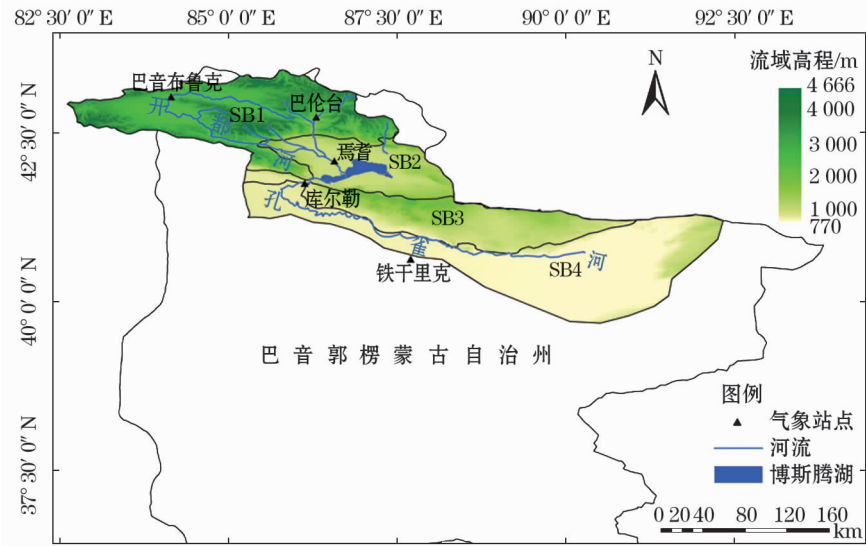 82° 30′ 0″ E
85° 0′ 0″ E
87° 30′ 0″ E
90° 0′ 0″ E
92° 30′ 0″ E
N
流域高程/m
4 666
4 000
3 000
2 000
1 000
770
巴音布鲁克
巴伦台
开都河
SB1
焉耆
SB2
库尔勒
孔雀河
SB3
SB4
铁干里克
42° 30′ 0″ N
40° 0′ 0″ N
37° 30′ 0″ N
巴音郭楞蒙古自治州
图例
气象站点
河流
博斯腾湖
0 20 40 80 120 160
km